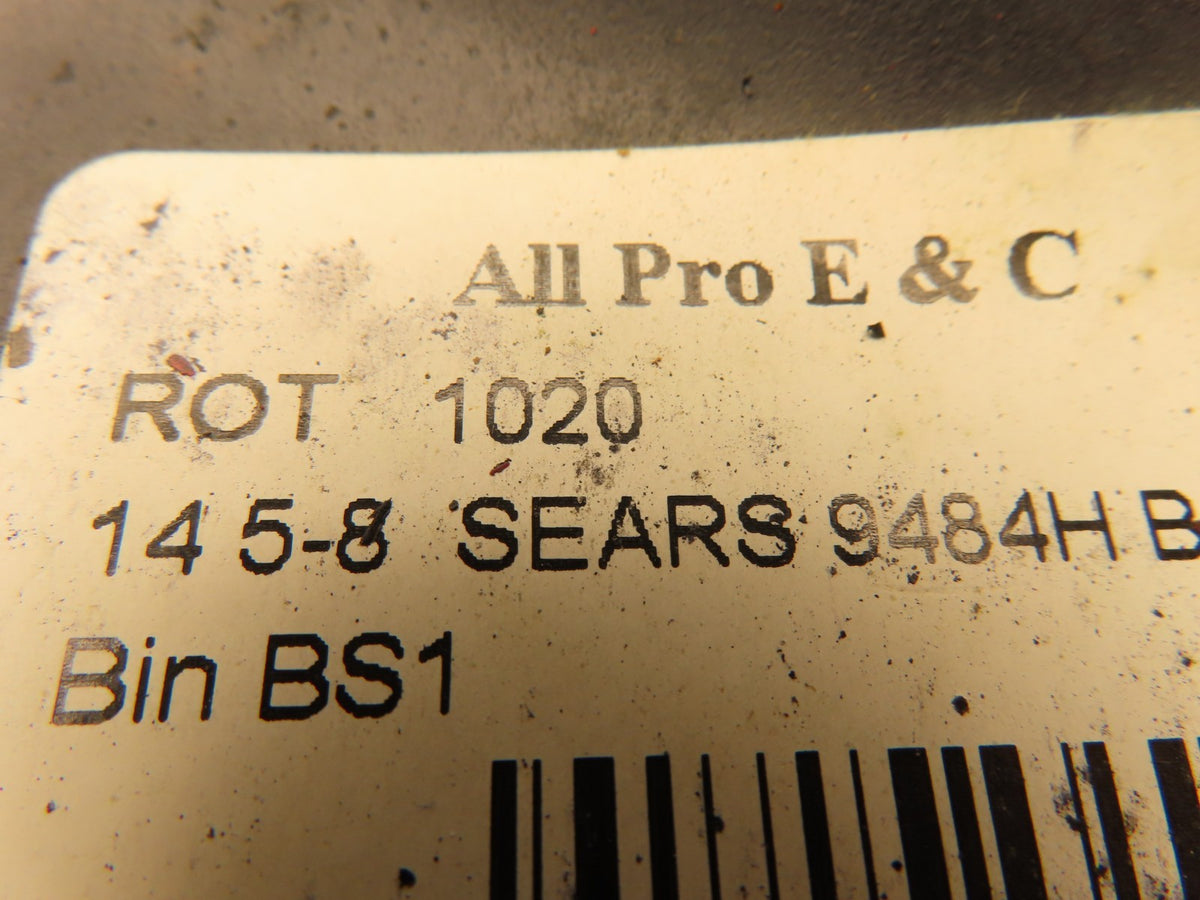 All Pro E & C
ROT 1020
14 5-8 SEARS 9484H B
Bin BS1